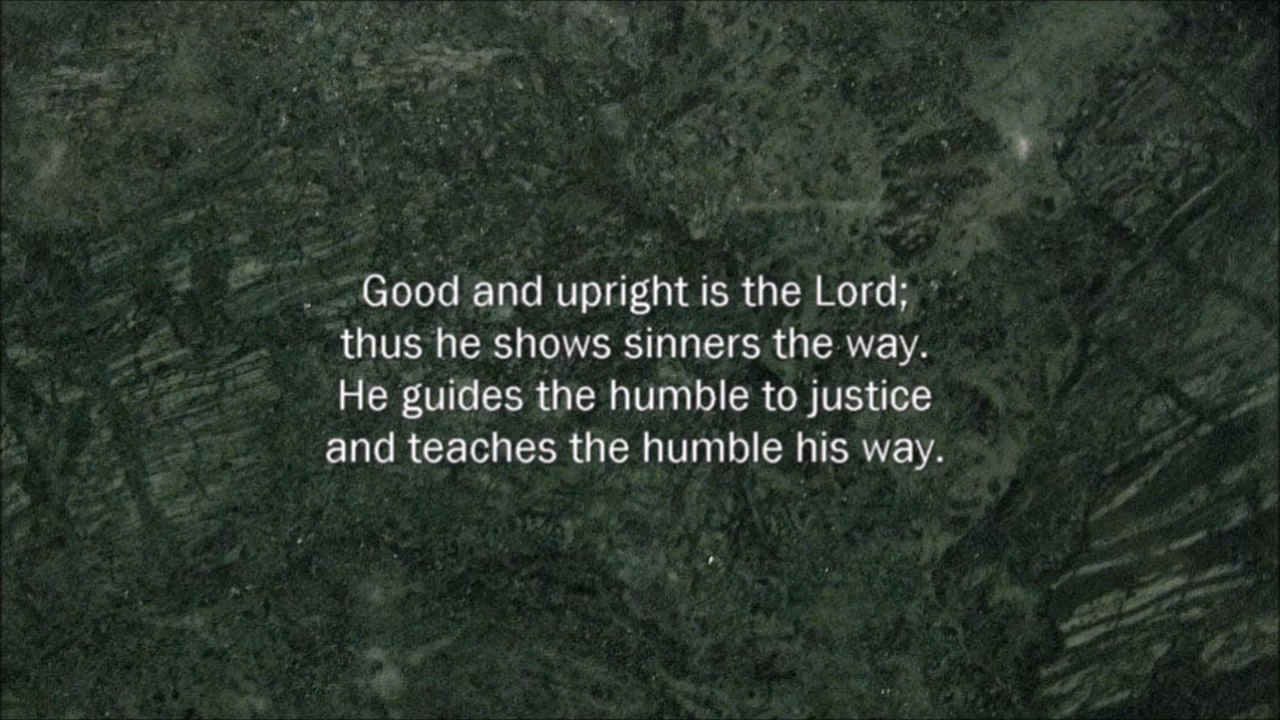 Good and upright is the Lord;
thus he shows sinners the way.
He guides the humble to justice
and teaches the humble his way.